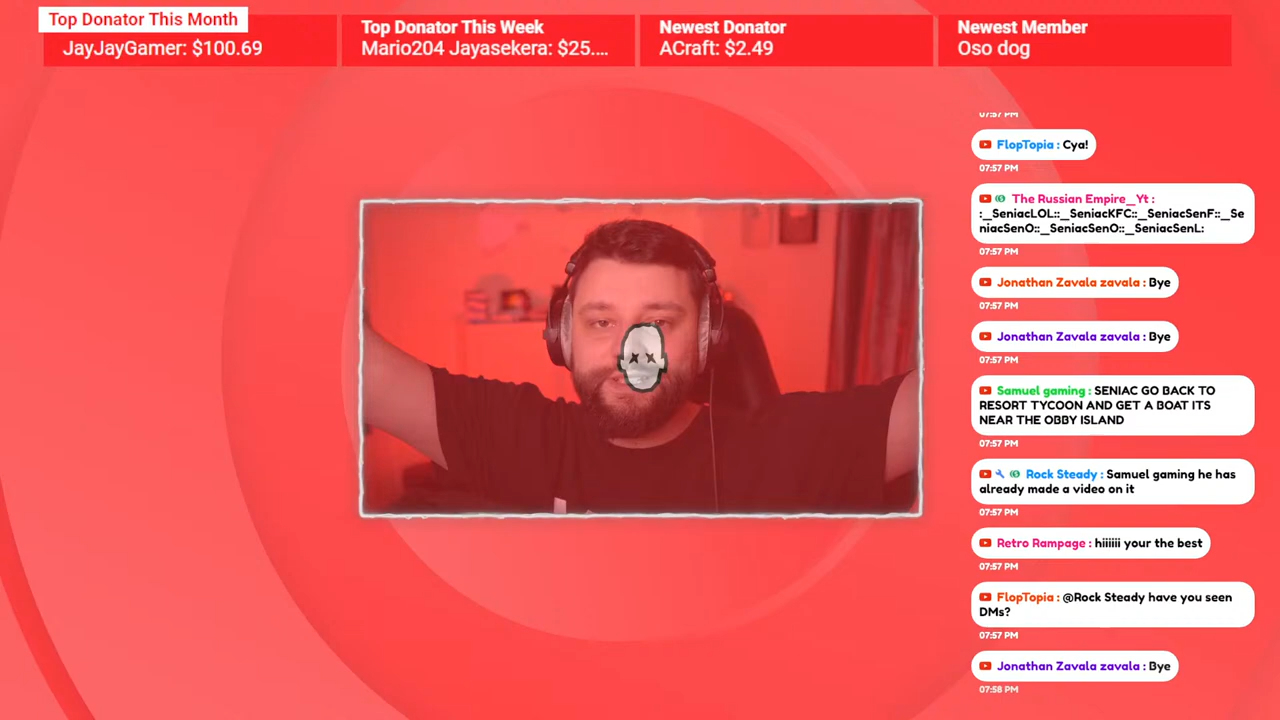 Top Donator This Month
JayJayGamer: $100.69
Top Donator This Week
Mario204 Jayasekera: $25....
Newest Donator
ACraft: $2.49
Newest Member
Oso dog
07:57 PM
FlopTopia : Cya!
07:57 PM
The Russian Empire_Yt :
:_SeniacLOL::_SeniacKFC::_SeniacSenF::_Se
niacSenO::_SeniacSenO::_SeniacSenL:
07:57 PM
Jonathan Zavala zavala : Bye
07:57 PM
Jonathan Zavala zavala : Bye
07:57 PM
Samuel gaming : SENIAC GO BACK TO
RESORT TYCOON AND GET A BOAT ITS
NEAR THE OBBY ISLAND
07:57 PM
Rock Steady : Samuel gaming he has
already made a video on it
07:57 PM
Retro Rampage : hiiiiii your the best
07:57 PM
FlopTopia : @Rock Steady have you seen
DMs?
07:57 PM
Jonathan Zavala zavala : Bye
07:58 PM